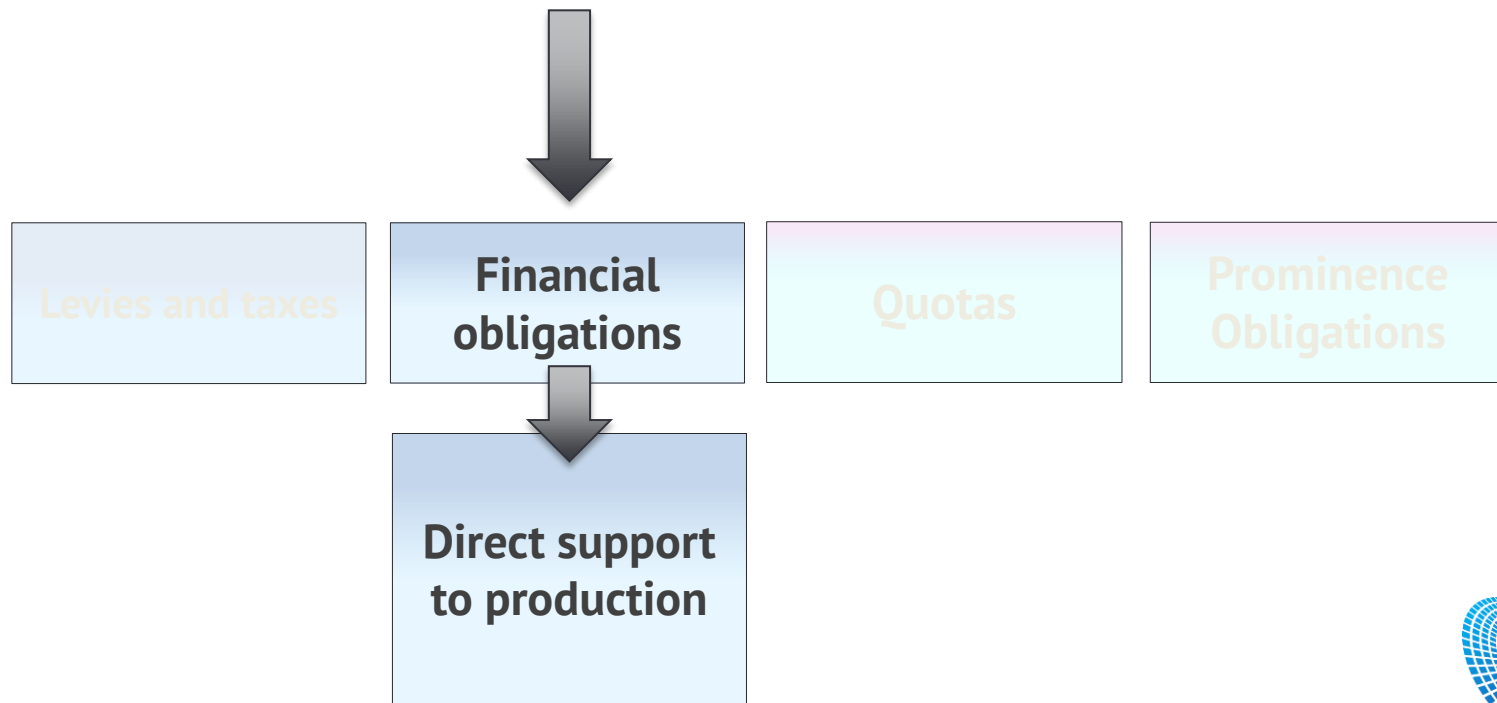 Levies and taxes
Financial
obligations
Quotas
Prominence
Obligations
Direct support
to production